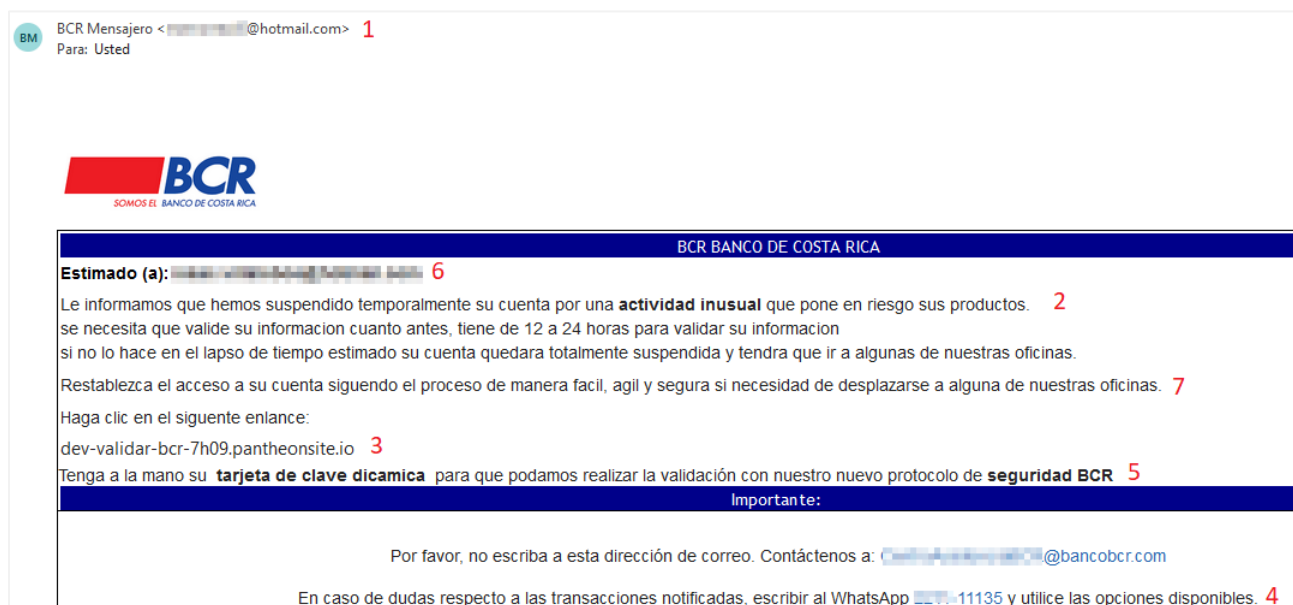 BM
BCR Mensajero < @hotmail.com> 1
Para: Usted
BCR
SOMOS EL BANCO DE COSTA RICA
BCR BANCO DE COSTA RICA
Estimado (a): 6
Le informamos que hemos suspendido temporalmente su cuenta por una actividad inusual que pone en riesgo sus productos. 2
se necesita que valide su informacion cuanto antes, tiene de 12 a 24 horas para validar su informacion
si no lo hace en el lapso de tiempo estimado su cuenta quedara totalmente suspendida y tendra que ir a algunas de nuestras oficinas.
Restablezca el acceso a su cuenta siguendo el proceso de manera facil, agil y segura si necesidad de desplazarse a alguna de nuestras oficinas. 7
Haga clic en el siguente enlance:
dev-validar-bcr-7h09.pantheonsite.io 3
Tenga a la mano su tarjeta de clave dicamica para que podamos realizar la validación con nuestro nuevo protocolo de seguridad BCR 5
Importante:
Por favor, no escriba a esta dirección de correo. Contáctenos a: @bancobcr.com
En caso de dudas respecto a las transacciones notificadas, escribir al WhatsApp -11135 y utilice las opciones disponibles. 4